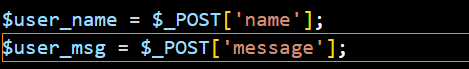 $user_name = $_POST['name'];
$user_msg = $_POST['message'];